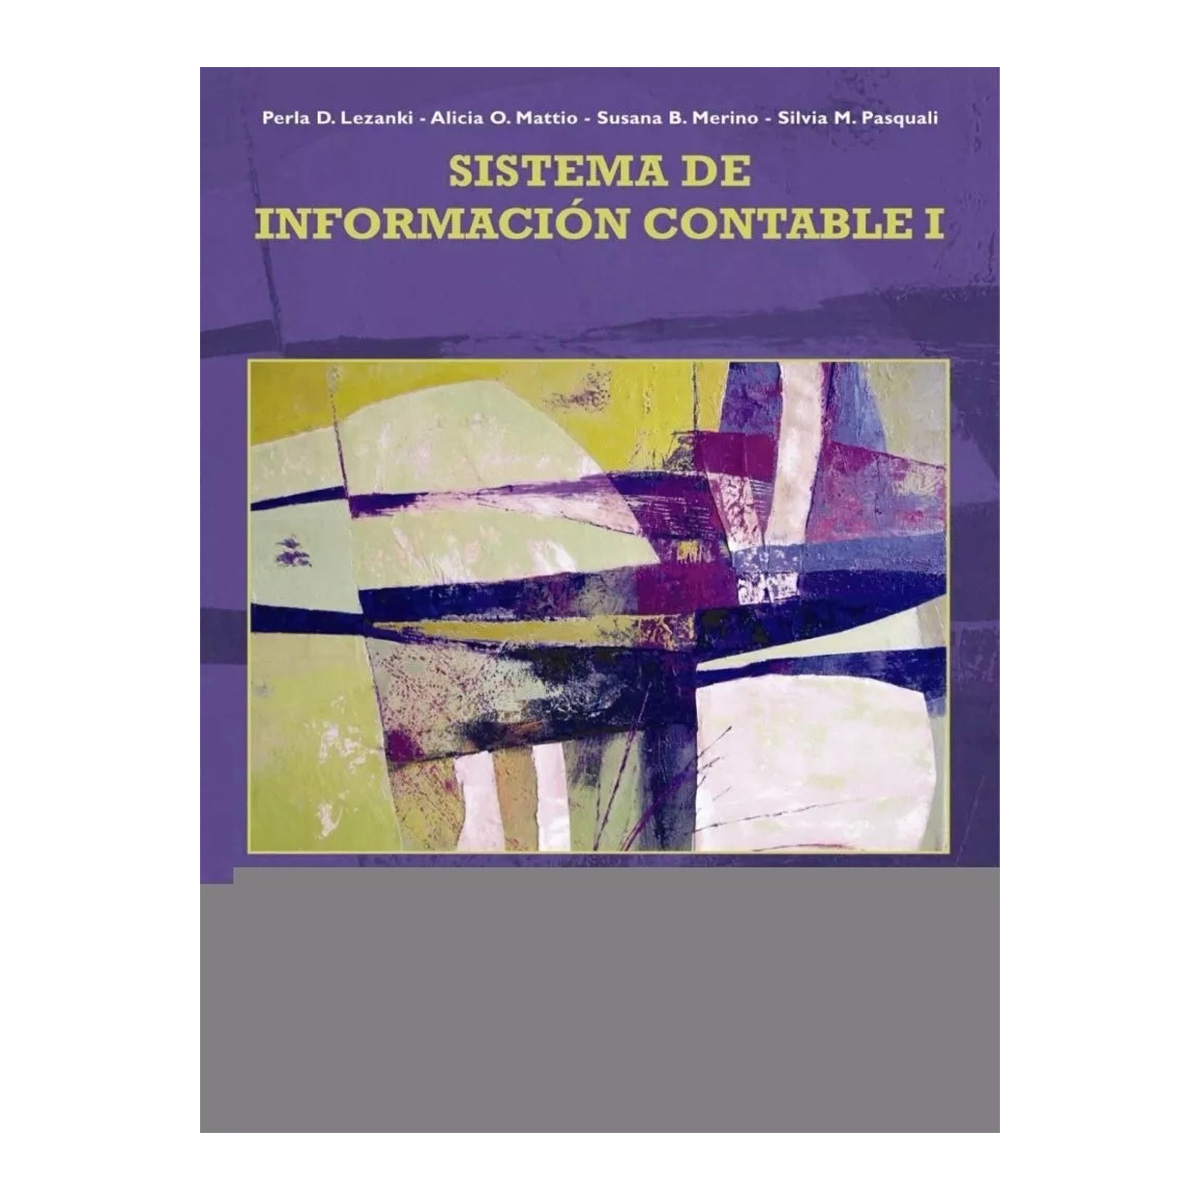 Perla D. Lezanki - Alicia O. Mattio - Susana B. Merino - Silvia M. Pasquali
SISTEMA DE
INFORMACIÓN CONTABLE I